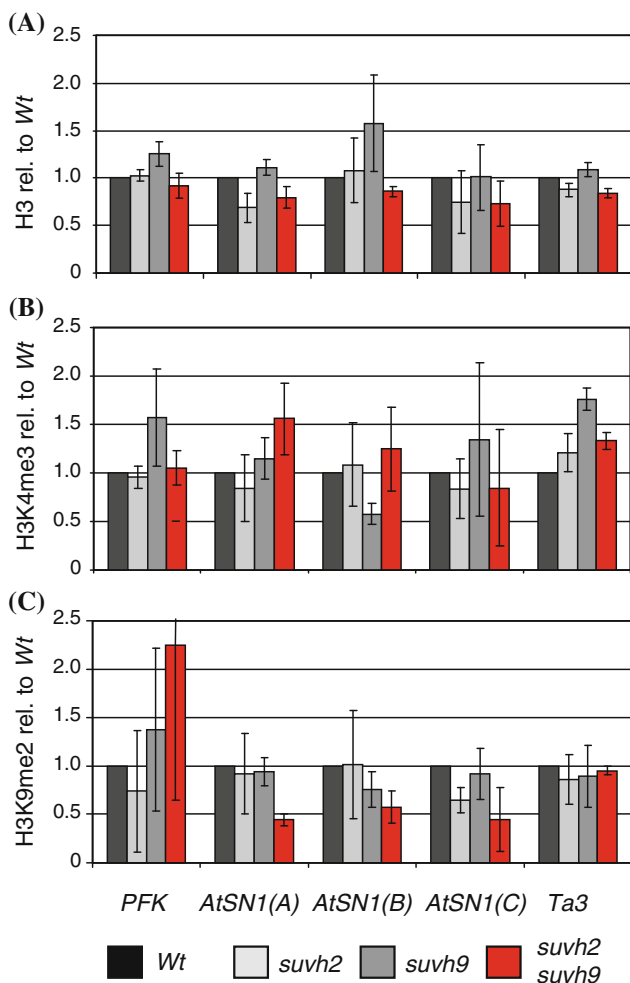 (A)
H3 rel. to Wt
2.5
2.0
1.5
1.0
0.5
0
(B)
H3K4me3 rel. to Wt
2.5
2.0
1.5
1.0
0.5
0
(C)
H3K9me2 rel. to Wt
2.5
2.0
1.5
1.0
0.5
0
PFK AtSN1(A) AtSN1(B) AtSN1(C) Ta3
Wt suvh2 suvh9 suvh2
suvh9